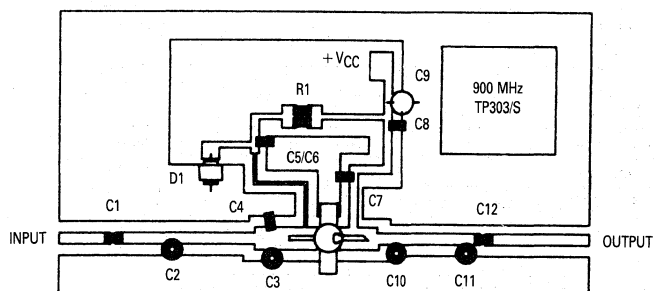 +VCC
C9
R1
900 MHz
TP303/S
C8
C5/C6
D1
C7
C1
C4
C12
INPUT
OUTPUT
C2
C3
C10
C11